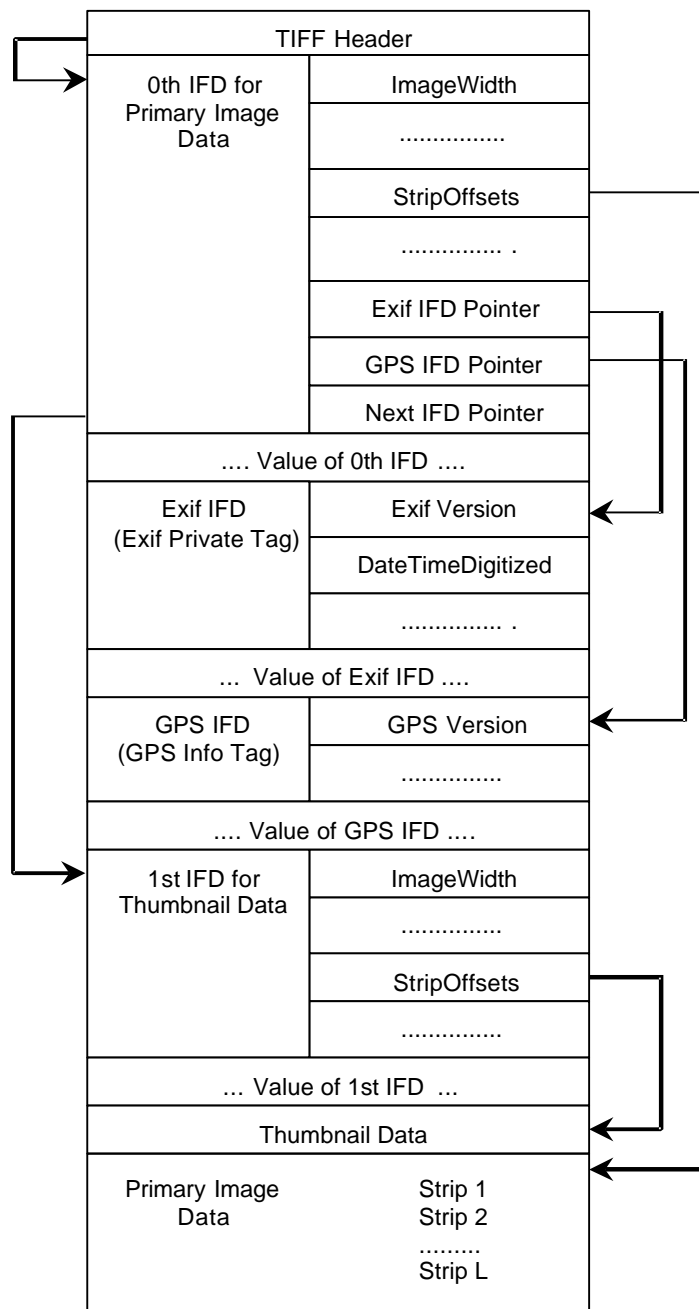 TIFF Header
0th IFD for
Primary Image
Data
ImageWidth
...............
StripOffsets
............... .
Exif IFD Pointer
GPS IFD Pointer
Next IFD Pointer
.... Value of 0th IFD ....
Exif IFD
(Exif Private Tag)
Exif Version
DateTimeDigitized
............... .
... Value of Exif IFD ....
GPS IFD
(GPS Info Tag)
GPS Version
...............
.... Value of GPS IFD ....
1st IFD for
Thumbnail Data
ImageWidth
...............
StripOffsets
...............
... Value of 1st IFD ...
Thumbnail Data
Primary Image
Data
Strip 1
Strip 2
.........
Strip L